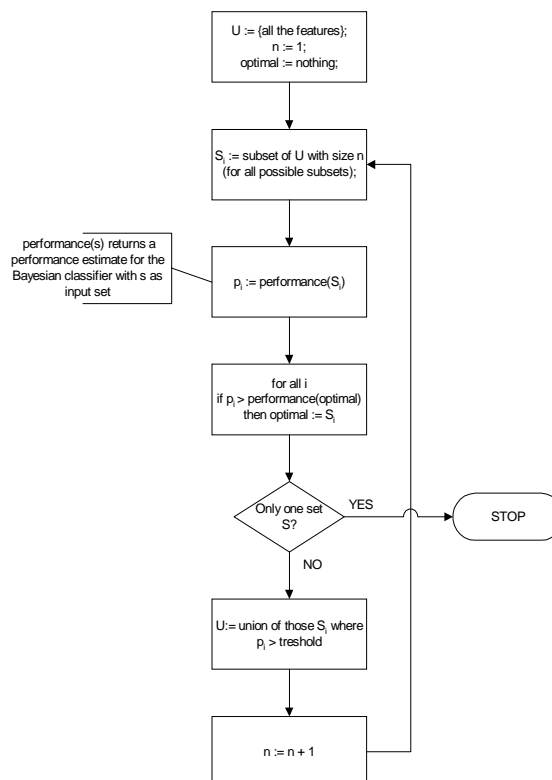 U := {all the features};
n := 1;
optimal := nothing;
Si := subset of U with size n
(for all possible subsets);
performance(s) returns a
performance estimate for the
Bayesian classifier with s as
input set
pi := performance(Si)
for all i
if pi > performance(optimal)
then optimal := Si
Only one set
S?
YES
STOP
NO
U:= union of those Si where
pi > treshold
n := n + 1